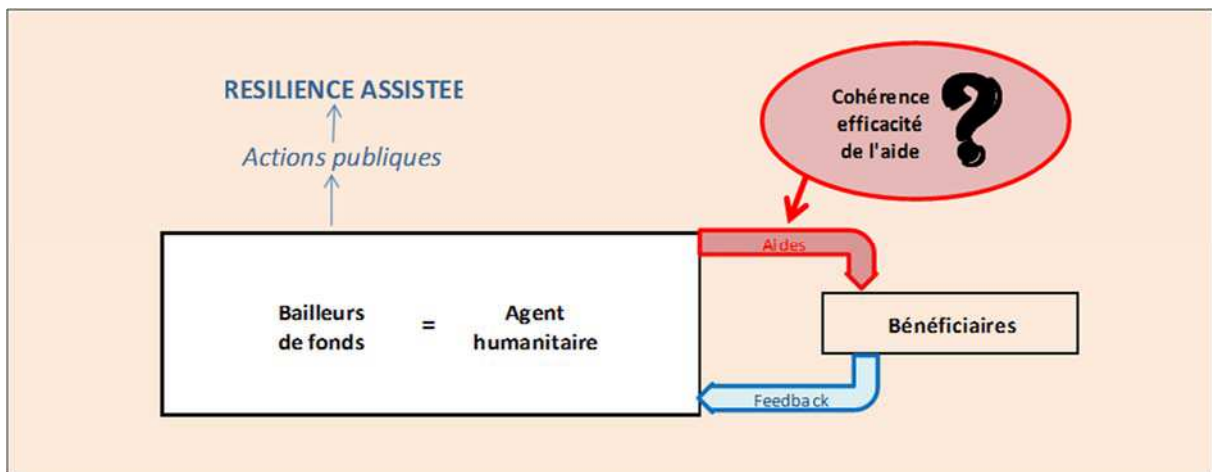 RESILIENCE ASSISTEE
Actions publiques
Cohérence
efficacité
de l'aide
?
Aides
Bailleurs
de fonds
=
Agent
humanitaire
Bénéficiaires
Feedback